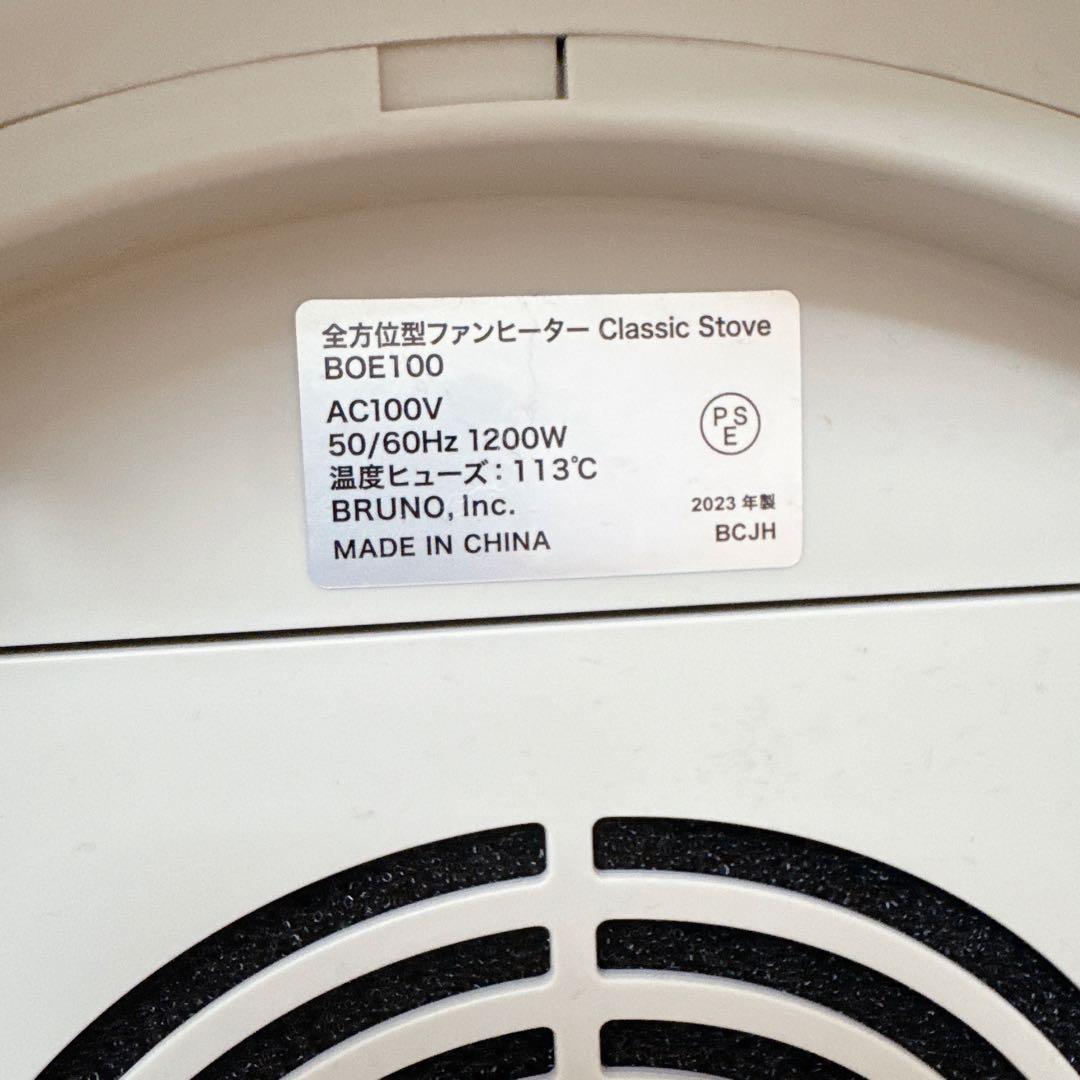 全方位型ファンヒーター Classic Stove
BOE100
AC100V
50/60Hz 1200W
温度ヒューズ：113℃
BRUNO, Inc.
MADE IN CHINA
PSE
2023 年製
BCJH